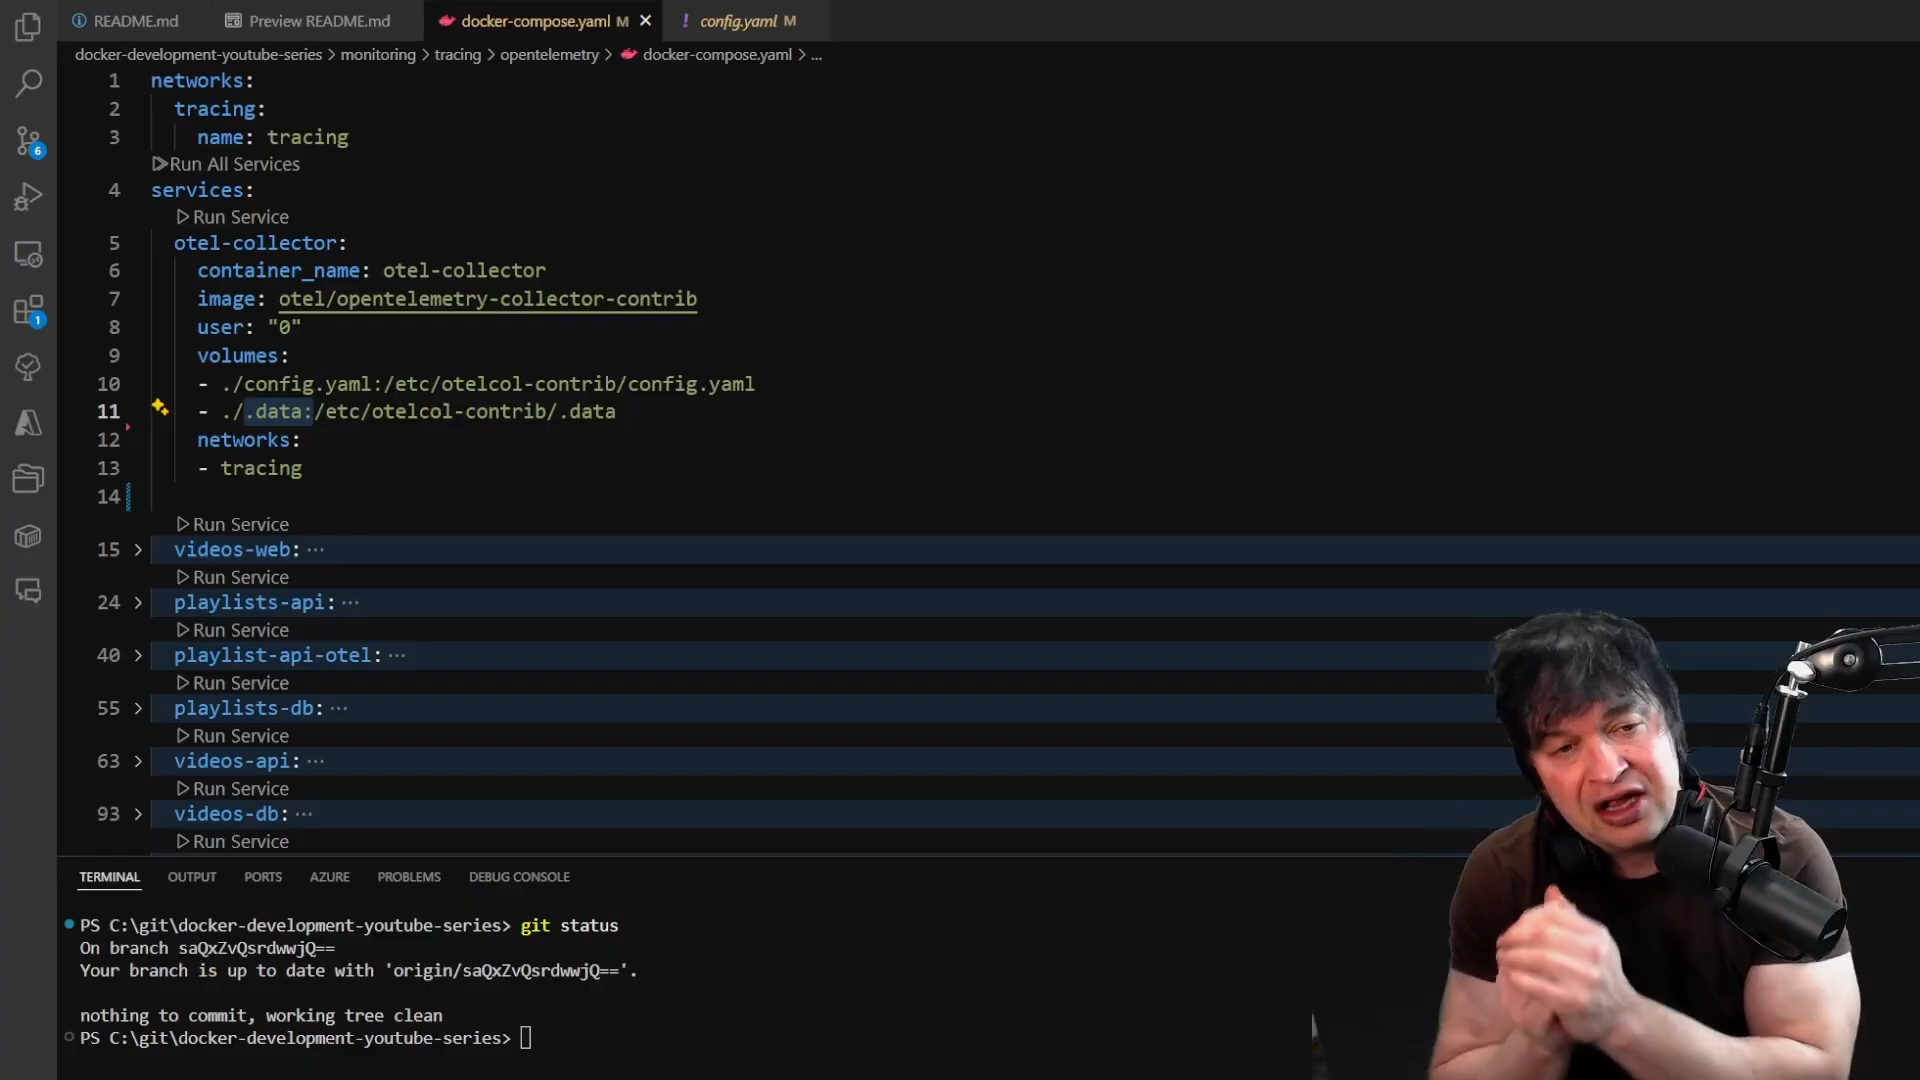 README.md Preview README.md docker-compose.yaml M config.yaml M
docker-development-youtube-series > monitoring > tracing > opentelemetry > docker-compose.yaml > ...
1 networks:
2 tracing:
3 name: tracing
Run All Services
4 services:
Run Service
5 otel-collector:
6 container_name: otel-collector
7 image: otel/opentelemetry-collector-contrib
8 user: "0"
9 volumes:
10 - ./config.yaml:/etc/otelcol-contrib/config.yaml
11 - ./.data:/etc/otelcol-contrib/.data
12 networks:
13 - tracing
14
Run Service
15 videos-web: ...
Run Service
24 playlists-api: ...
Run Service
40 playlist-api-otel: ...
Run Service
55 playlists-db: ...
Run Service
63 videos-api: ...
Run Service
93 videos-db: ...
Run Service
6
1
TERMINAL OUTPUT PORTS AZURE PROBLEMS DEBUG CONSOLE
PS C:\git\docker-development-youtube-series> git status
On branch saQxZvQsrdwwjQ==
Your branch is up to date with 'origin/saQxZvQsrdwwjQ=='.
nothing to commit, working tree clean
PS C:\git\docker-development-youtube-series>